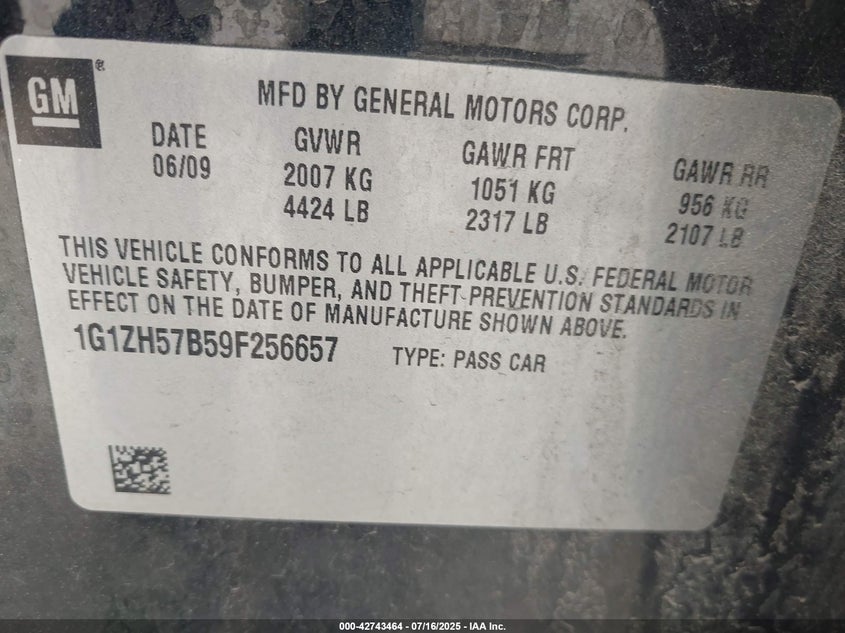 GM®
MFD BY GENERAL MOTORS CORP.
DATE GVWR GAWR FRT GAWR RR
06/09 2007 KG 1051 KG 956 KG
4424 LB 2317 LB 2107 LB
THIS VEHICLE CONFORMS TO ALL APPLICABLE U.S. FEDERAL MOTOR
VEHICLE SAFETY, BUMPER, AND THEFT PREVENTION STANDARDS IN
EFFECT ON THE DATE OF MANUFACTURE SHOWN ABOVE.
1G1ZH57B59F256657 TYPE: PASS CAR
000-42743464 - 07/16/2025 - IAA Inc.